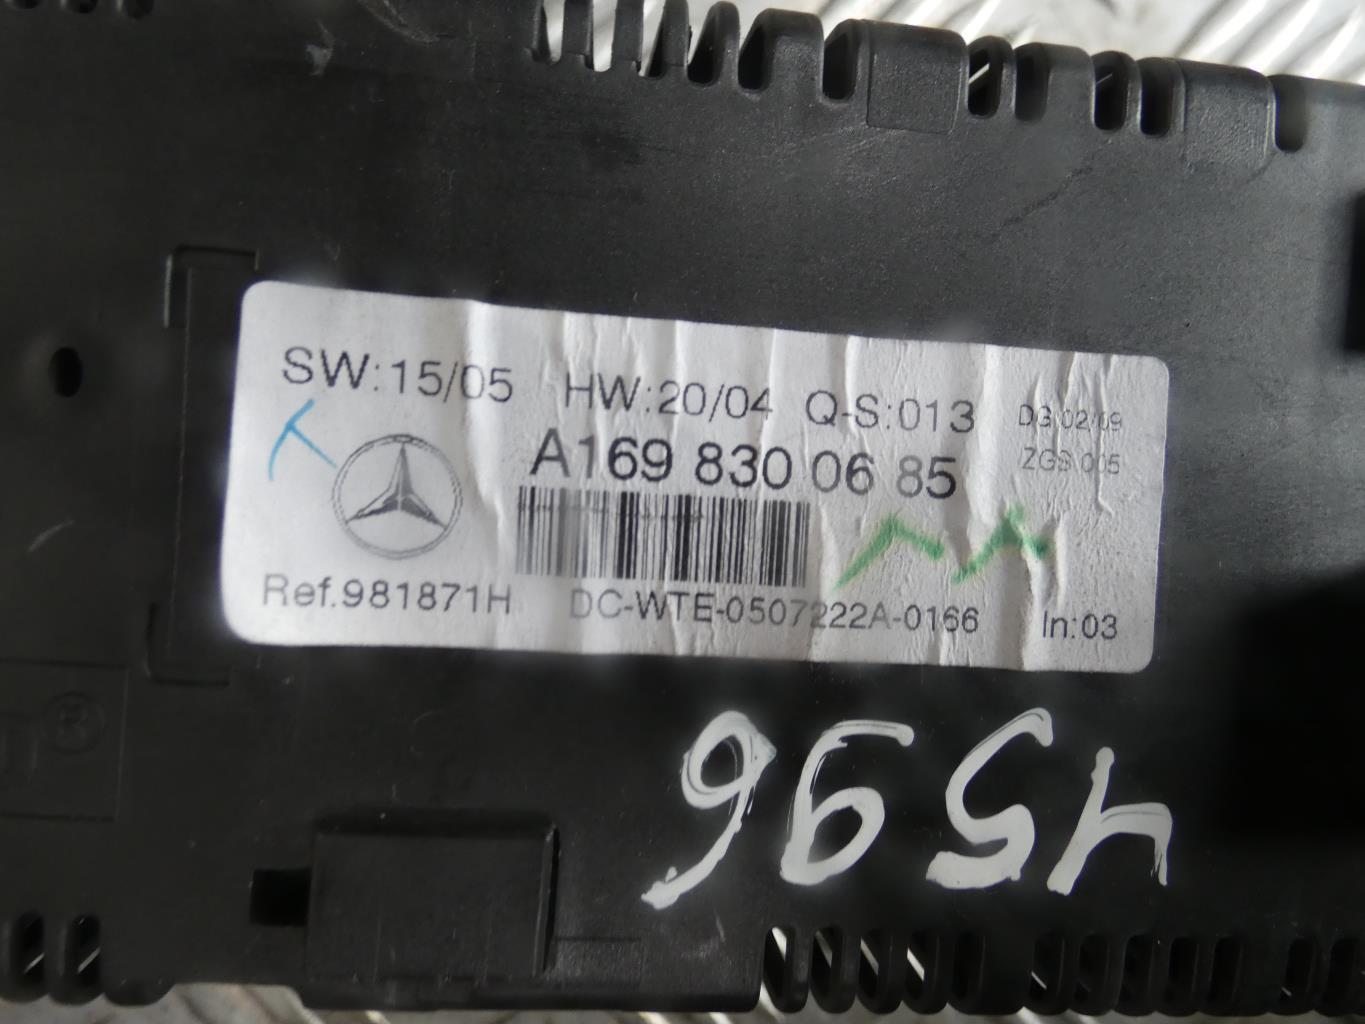 SW:15/05 HW:20/04 Q-S:013 DG:02/09
A169 830 06 85 ZGS 005
Ref.981871H DC-WTE-0507222A-0166 In:03
4596